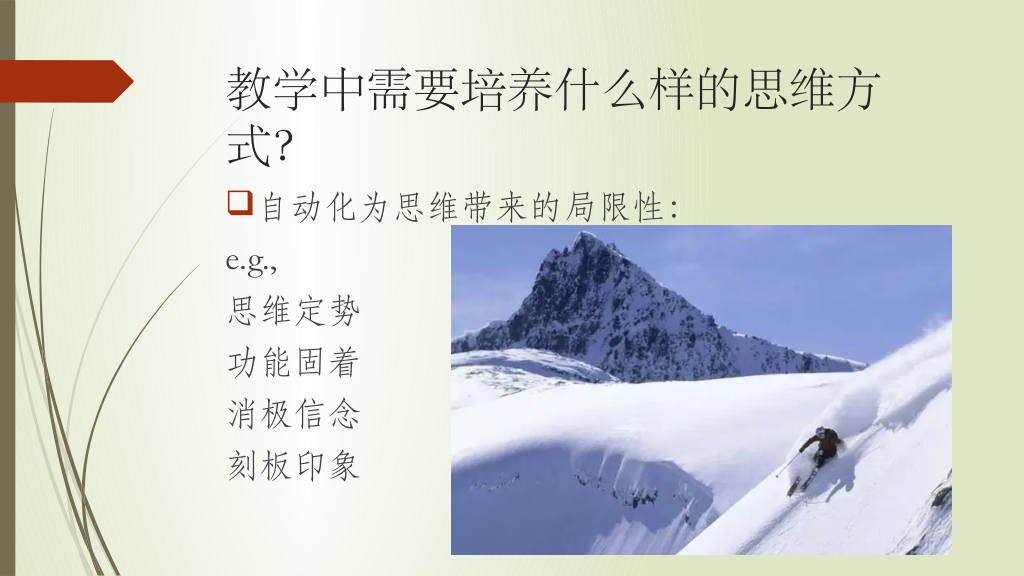 教学中需要培养什么样的思维方
式?
自动化为思维带来的局限性:
e.g.,
思维定势
功能固着
消极信念
刻板印象